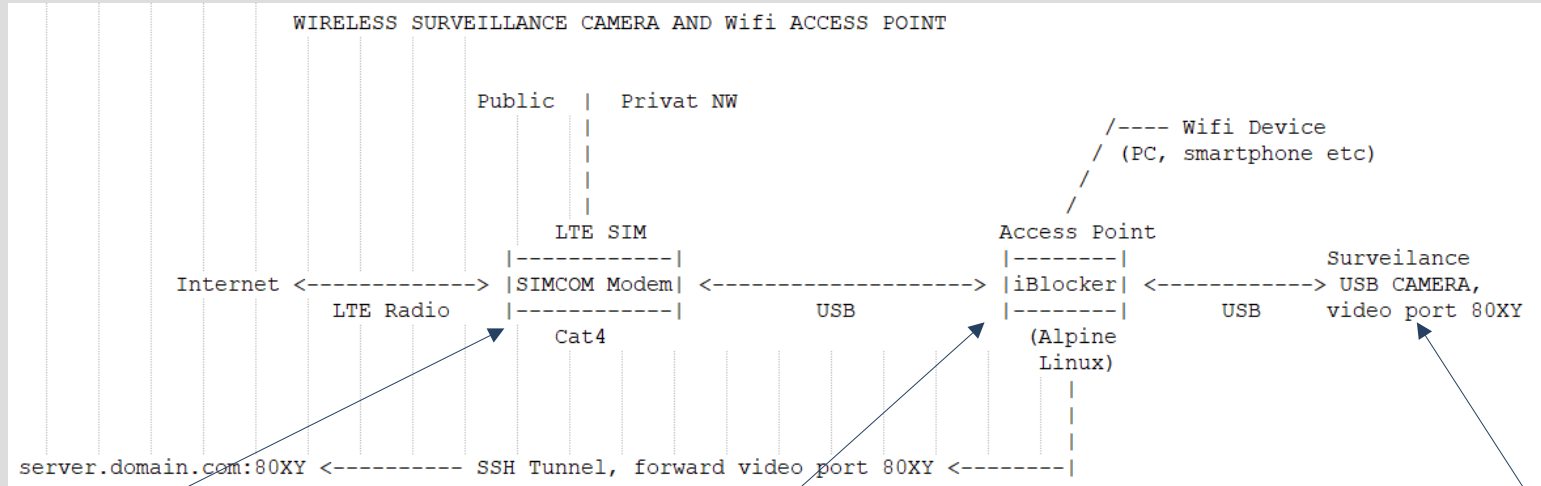 WIRELESS SURVEILLANCE CAMERA AND Wifi ACCESS POINT
Public | Privat NW
/---- Wifi Device
/ (PC, smartphone etc)
LTE SIM
Access Point
Surveilance
Internet <-------------> |SIMCOM Modem| <---------------------> |iBlocker| <------------> USB CAMERA,
LTE Radio
USB
USB
video port 80XY
Cat4
(Alpine
Linux)
server.domain.com:80XY <---------- SSH Tunnel, forward video port 80XY <--------|